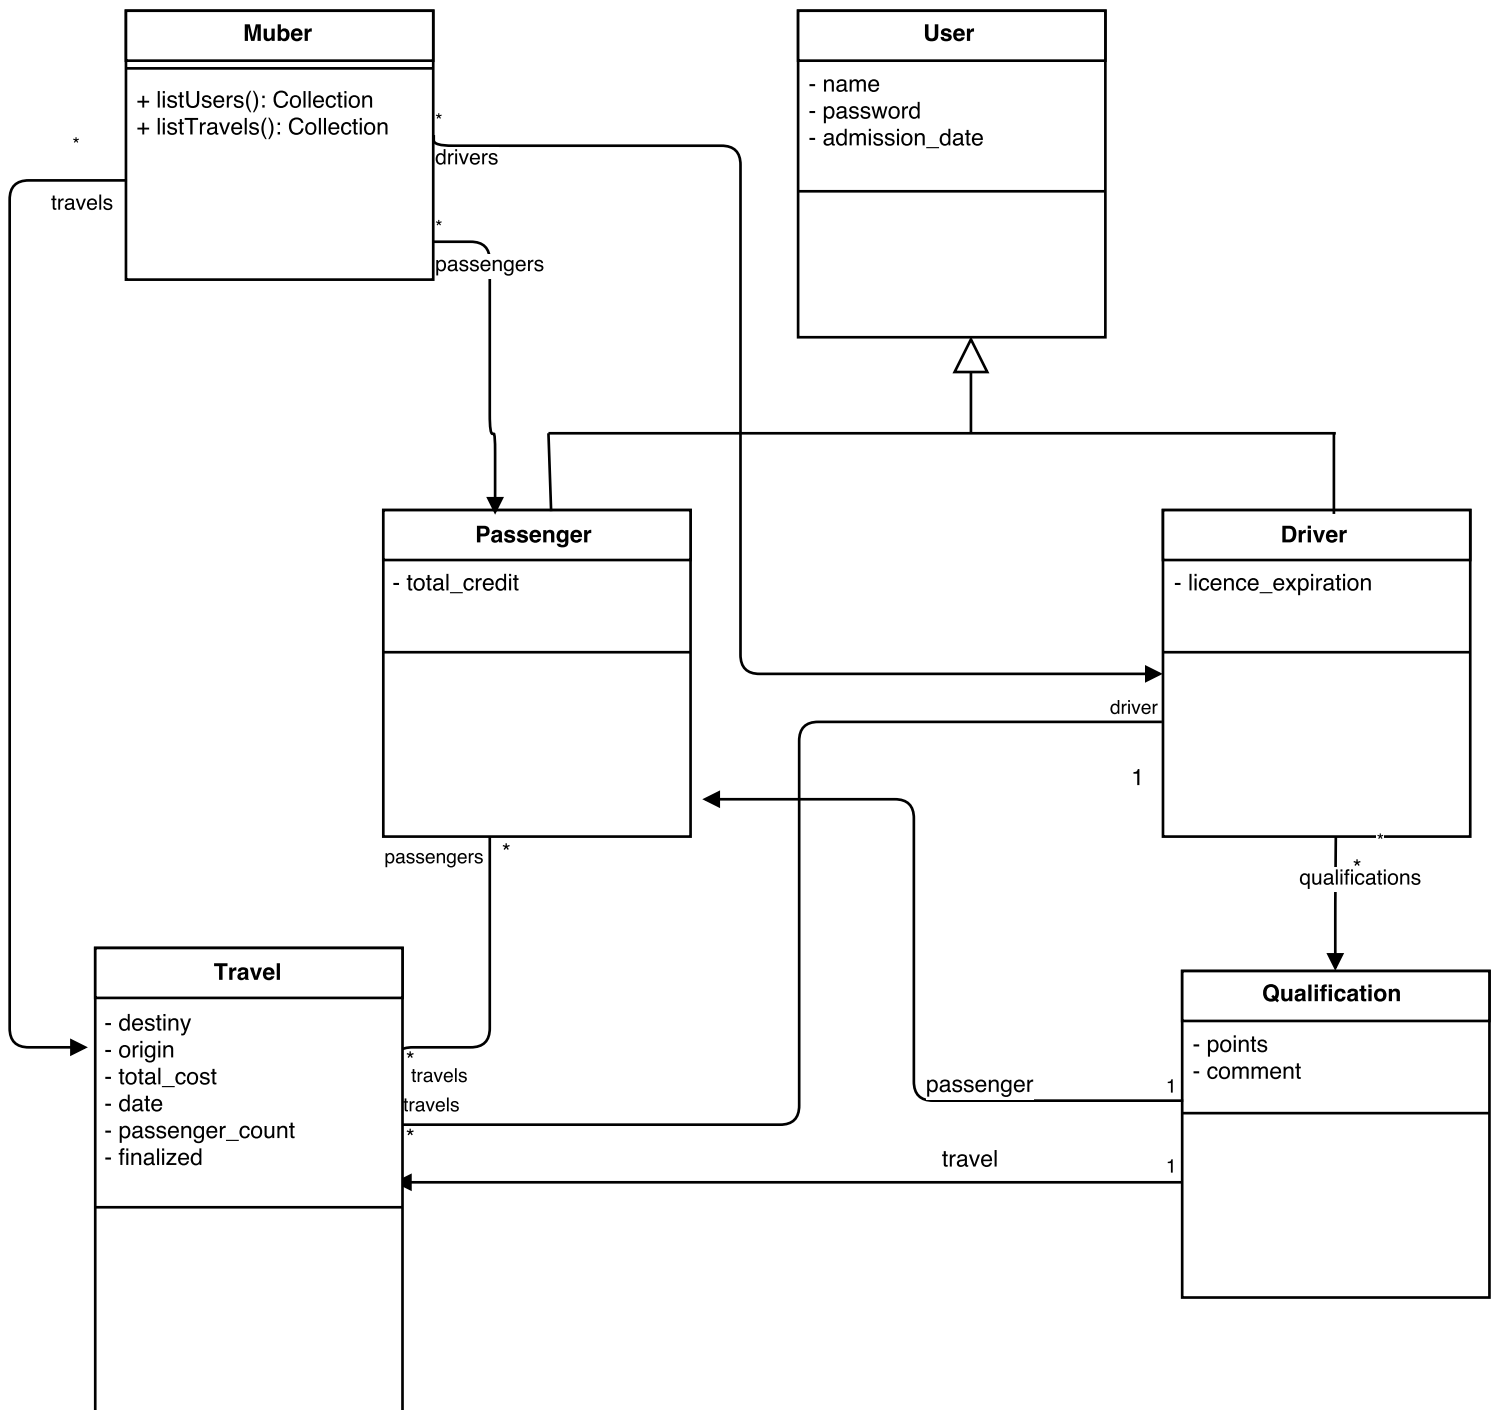 Muber
+ listUsers(): Collection
+ listTravels(): Collection
User
- name
- password
- admission_date
*
drivers
*
travels
*
passengers
Passenger
- total_credit
Driver
- licence_expiration
driver
1
passengers
*
*
*
qualifications
Travel
- destiny
- origin
- total_cost
- date
- passenger_count
- finalized
*
travels
travels
*
Qualification
- points
- comment
passenger
1
travel
1